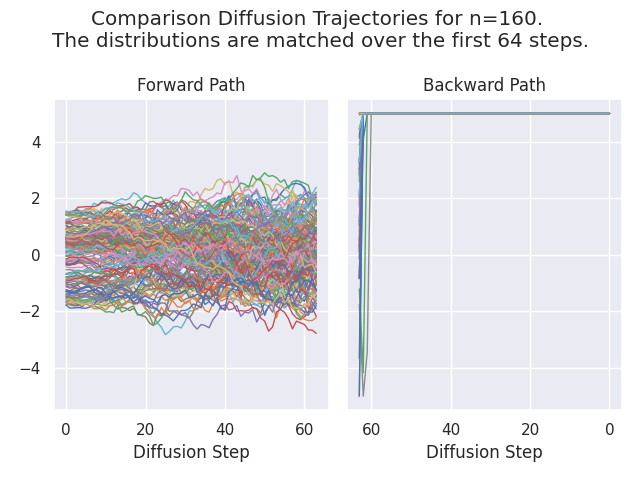 Comparison Diffusion Trajectories for n=160.
The distributions are matched over the first 64 steps.
Forward Path
Backward Path
4
2
0
−2
−4
0 20 40 60
60 40 20 0
Diffusion Step
Diffusion Step